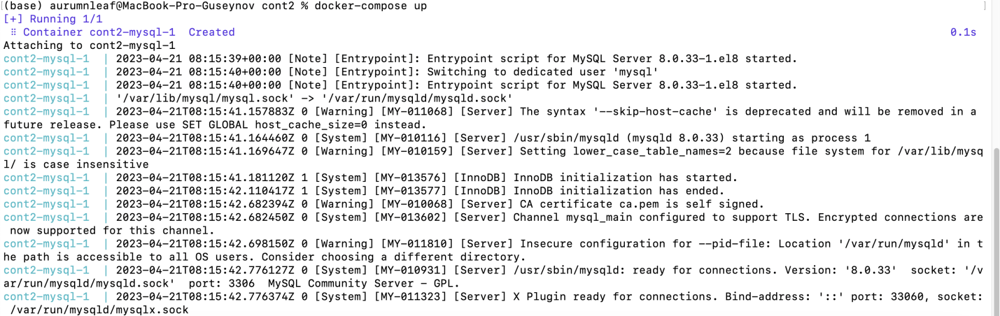 (base) aurumnleaf@MacBook-Pro-Guseynov cont2 % docker-compose up
[+] Running 1/1
⠿ Container cont2-mysql-1  Created 0.1s
Attaching to cont2-mysql-1
cont2-mysql-1  | 2023-04-21 08:15:39+00:00 [Note] [Entrypoint]: Entrypoint script for MySQL Server 8.0.33-1.el8 started.
cont2-mysql-1  | 2023-04-21 08:15:40+00:00 [Note] [Entrypoint]: Switching to dedicated user 'mysql'
cont2-mysql-1  | 2023-04-21 08:15:40+00:00 [Note] [Entrypoint]: Entrypoint script for MySQL Server 8.0.33-1.el8 started.
cont2-mysql-1  | '/var/lib/mysql/mysql.sock' -> '/var/run/mysqld/mysqld.sock'
cont2-mysql-1  | 2023-04-21T08:15:41.157883Z 0 [Warning] [MY-011068] [Server] The syntax '--skip-host-cache' is deprecated and will be removed in a
future release. Please use SET GLOBAL host_cache_size=0 instead.
cont2-mysql-1  | 2023-04-21T08:15:41.164460Z 0 [System] [MY-010116] [Server] /usr/sbin/mysqld (mysqld 8.0.33) starting as process 1
cont2-mysql-1  | 2023-04-21T08:15:41.169647Z 0 [Warning] [MY-010159] [Server] Setting lower_case_table_names=2 because file system for /var/lib/mysq
l/ is case insensitive
cont2-mysql-1  | 2023-04-21T08:15:41.181120Z 1 [System] [MY-013576] [InnoDB] InnoDB initialization has started.
cont2-mysql-1  | 2023-04-21T08:15:42.110417Z 1 [System] [MY-013577] [InnoDB] InnoDB initialization has ended.
cont2-mysql-1  | 2023-04-21T08:15:42.682394Z 0 [Warning] [MY-010068] [Server] CA certificate ca.pem is self signed.
cont2-mysql-1  | 2023-04-21T08:15:42.682450Z 0 [System] [MY-013602] [Server] Channel mysql_main configured to support TLS. Encrypted connections are
now supported for this channel.
cont2-mysql-1  | 2023-04-21T08:15:42.698150Z 0 [Warning] [MY-011810] [Server] Insecure configuration for --pid-file: Location '/var/run/mysqld' in t
he path is accessible to all OS users. Consider choosing a different directory.
cont2-mysql-1  | 2023-04-21T08:15:42.776127Z 0 [System] [MY-010931] [Server] /usr/sbin/mysqld: ready for connections. Version: '8.0.33'  socket: '/v
ar/run/mysqld/mysqld.sock'  port: 3306  MySQL Community Server - GPL.
cont2-mysql-1  | 2023-04-21T08:15:42.776374Z 0 [System] [MY-011323] [Server] X Plugin ready for connections. Bind-address: '::' port: 33060, socket:
/var/run/mysqld/mysqlx.sock